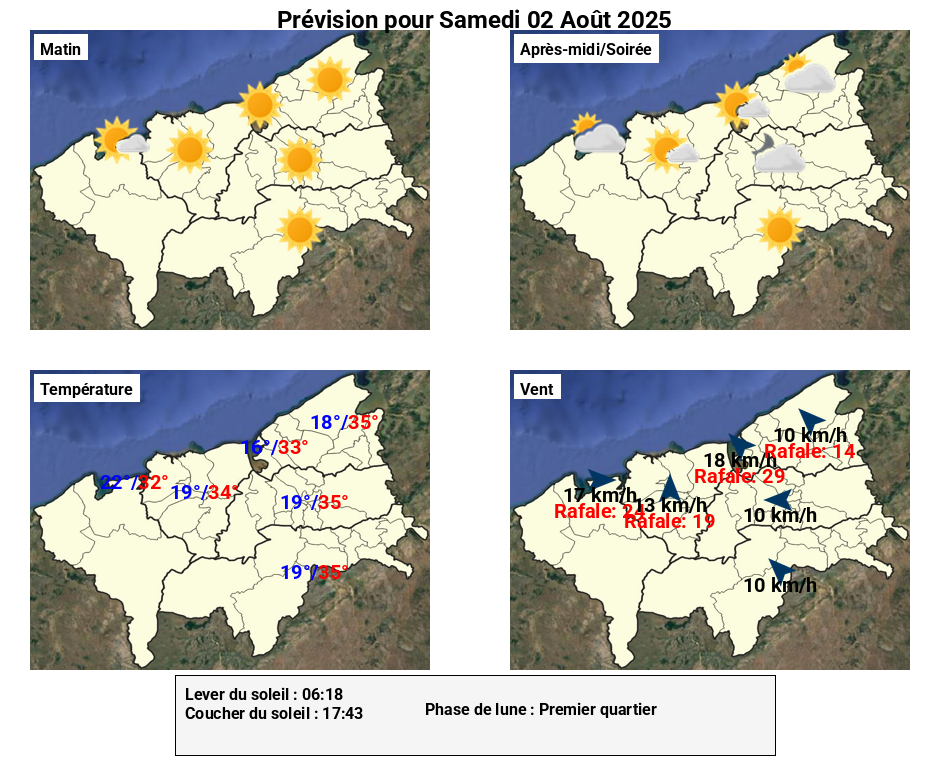 Prévision pour Samedi 02 Août 2025
Matin
Après-midi/Soirée
Température
18°/35°
16°/33°
22°/32°
19°/34°
19°/35°
19°/35°
Vent
10 km/h
Rafale: 14
18 km/h
Rafale: 29
17 km/h
Rafale: 24
13 km/h
Rafale: 19
10 km/h
10 km/h
Lever du soleil : 06:18
Coucher du soleil : 17:43
Phase de lune : Premier quartier